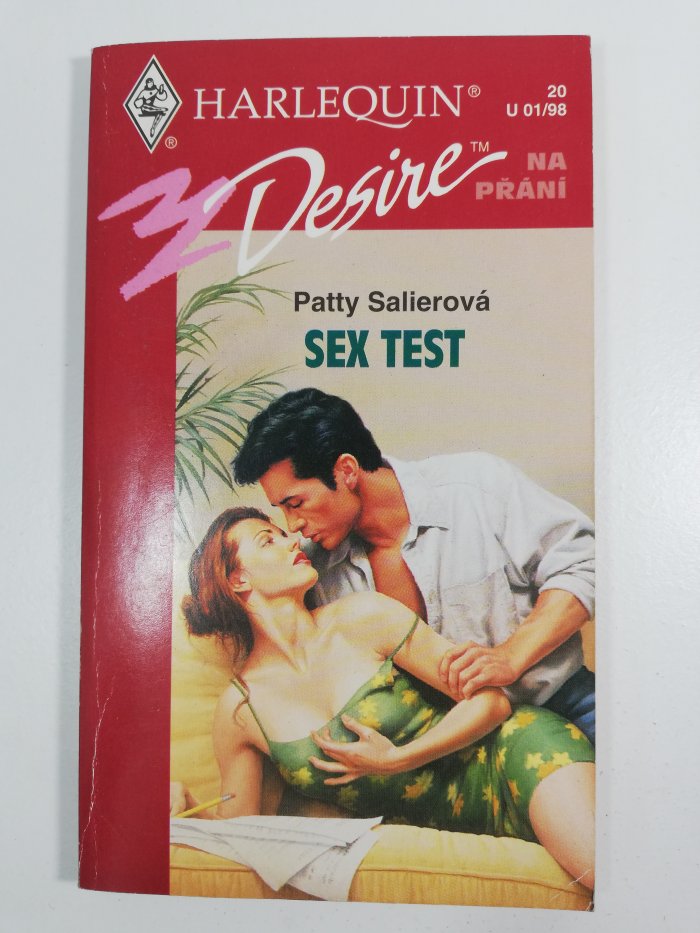 HARLEQUIN®
20
U 01/98
®
Desire™
NA
PŘÁNÍ
Patty Salierová
SEX TEST